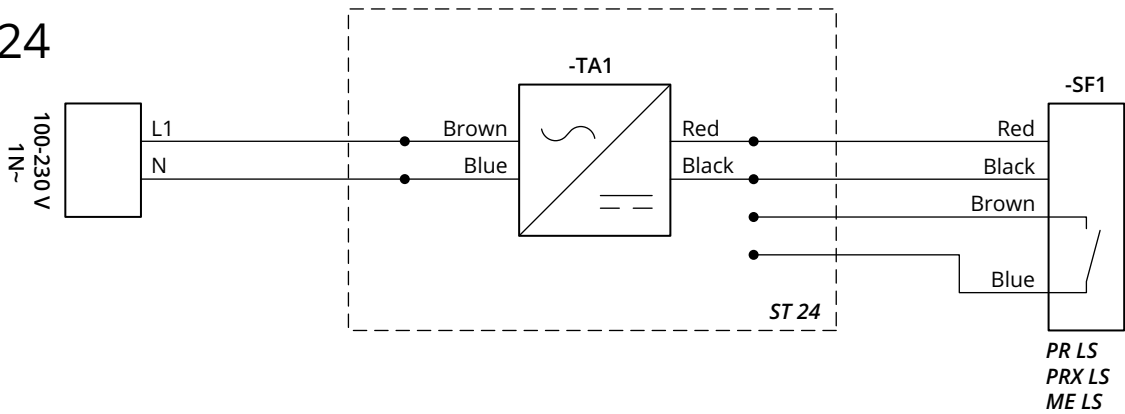 24
-TA1
-SF1
100-230 V
1N~
L1
Brown
Red
Red
N
Blue
Black
Black
Brown
Blue
ST 24
PR LS
PRX LS
ME LS